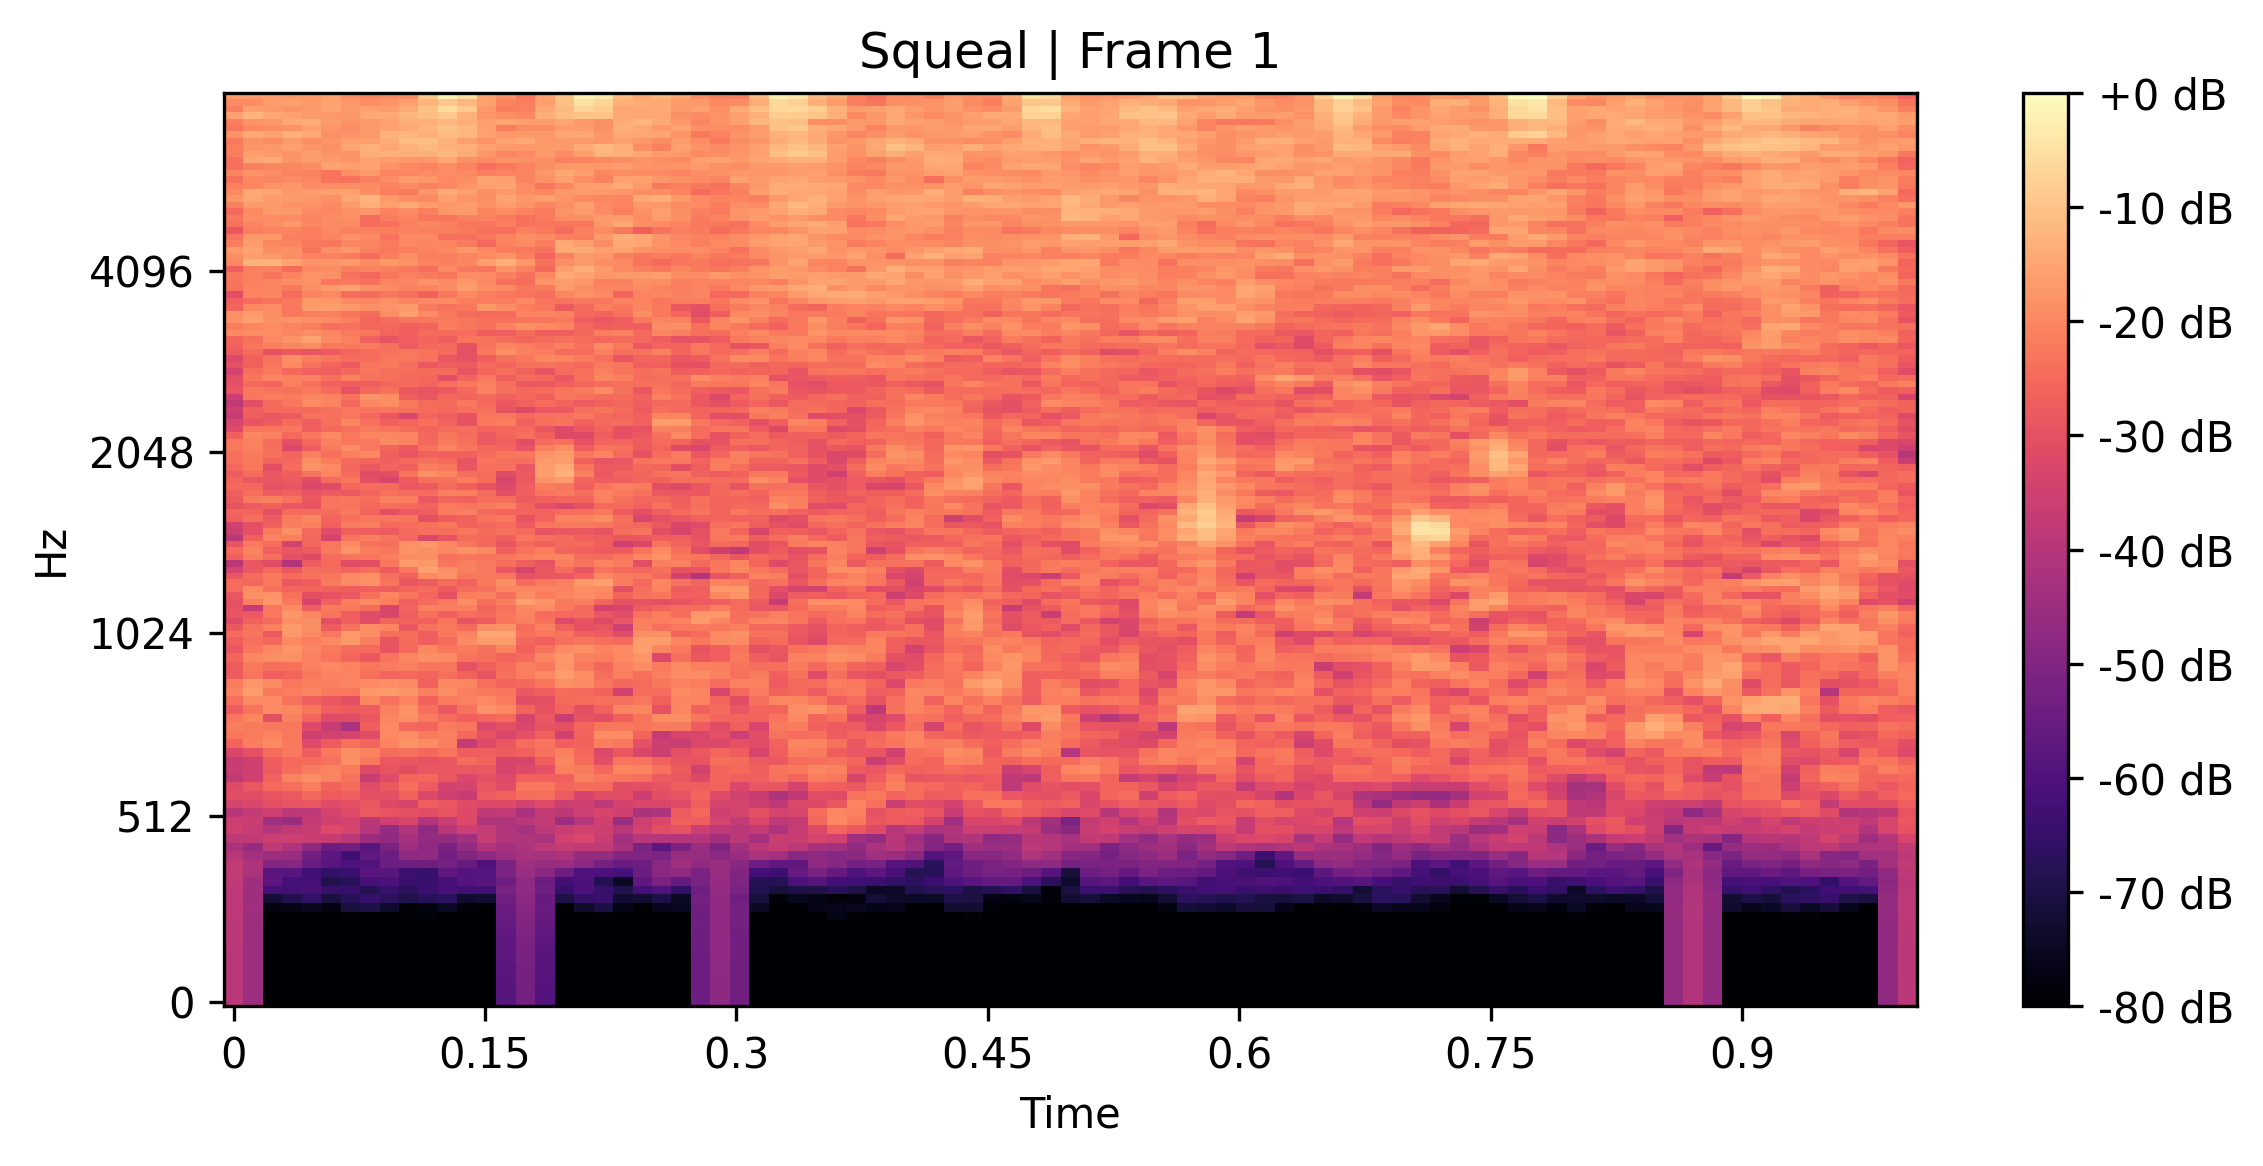 Squeal | Frame 1
+0 dB
-10 dB
-20 dB
-30 dB
-40 dB
-50 dB
-60 dB
-70 dB
-80 dB
Hz
4096
2048
1024
512
0
0 0.15 0.3 0.45 0.6 0.75 0.9
Time